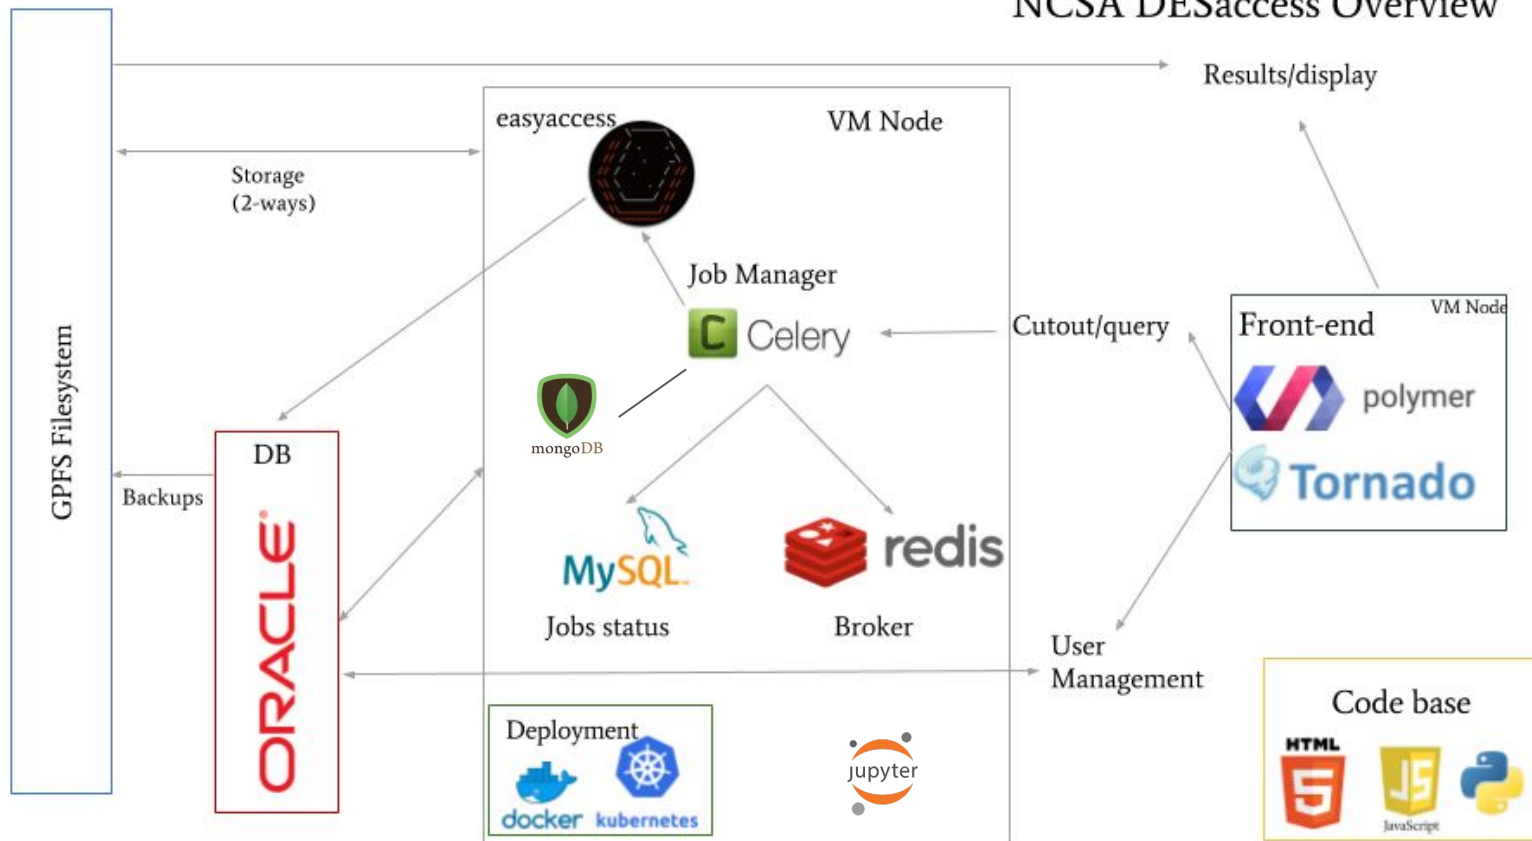 NCSA DESaccess Overview
Results/display
easyaccess
VM Node
Storage
(2-ways)
Job Manager
C Celery
Cutout/query
VM Node
Front-end
polymer
Tornado
GPFS Filesystem
mongoDB
DB
ORACLE
Backups
MySQL
redis
Jobs status
Broker
User
Management
Deployment
docker
kubernetes
jupyter
Code base
HTML
5
JS
JavaScript